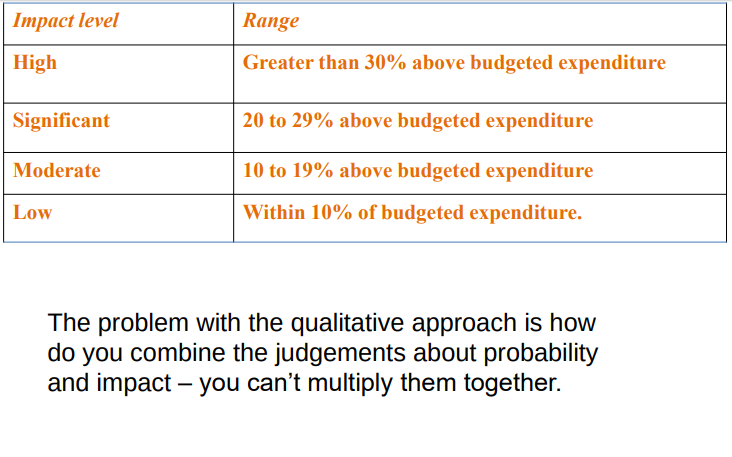 Impact level Range
High Greater than 30% above budgeted expenditure
Significant 20 to 29% above budgeted expenditure
Moderate 10 to 19% above budgeted expenditure
Low Within 10% of budgeted expenditure.
The problem with the qualitative approach is how
do you combine the judgements about probability
and impact – you can’t multiply them together.